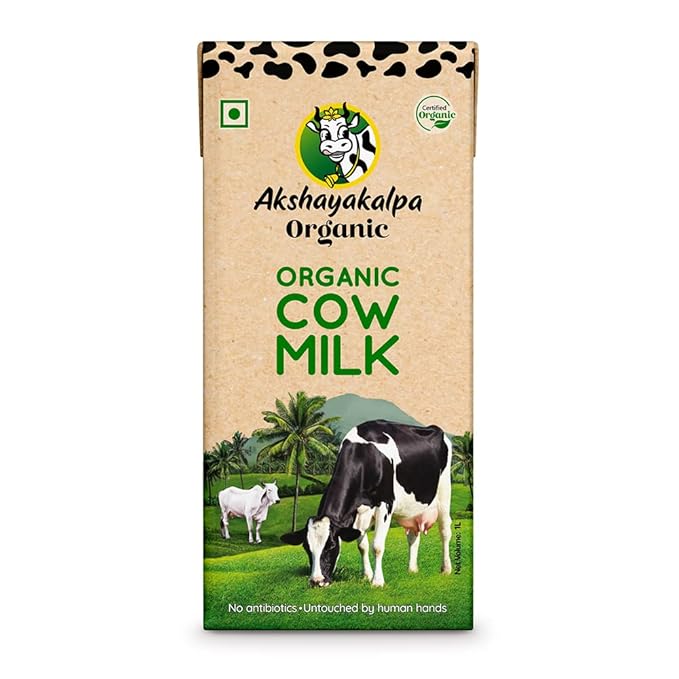 Certified
Organic
Akshayakalpa
Organic
ORGANIC
COW
MILK
Net Volume: 1L
No antibiotics•Untouched by human hands